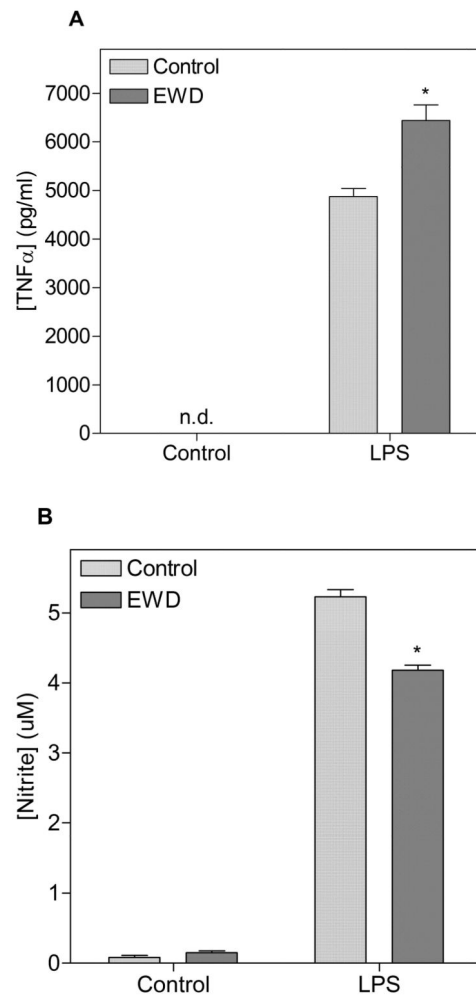 A
Control
EWD
[TNFα] (pg/ml)
7000
6000
5000
4000
3000
2000
1000
0
*
n.d.
Control LPS
B
Control
EWD
[Nitrite] (uM)
5
4
3
2
1
0
*
Control LPS